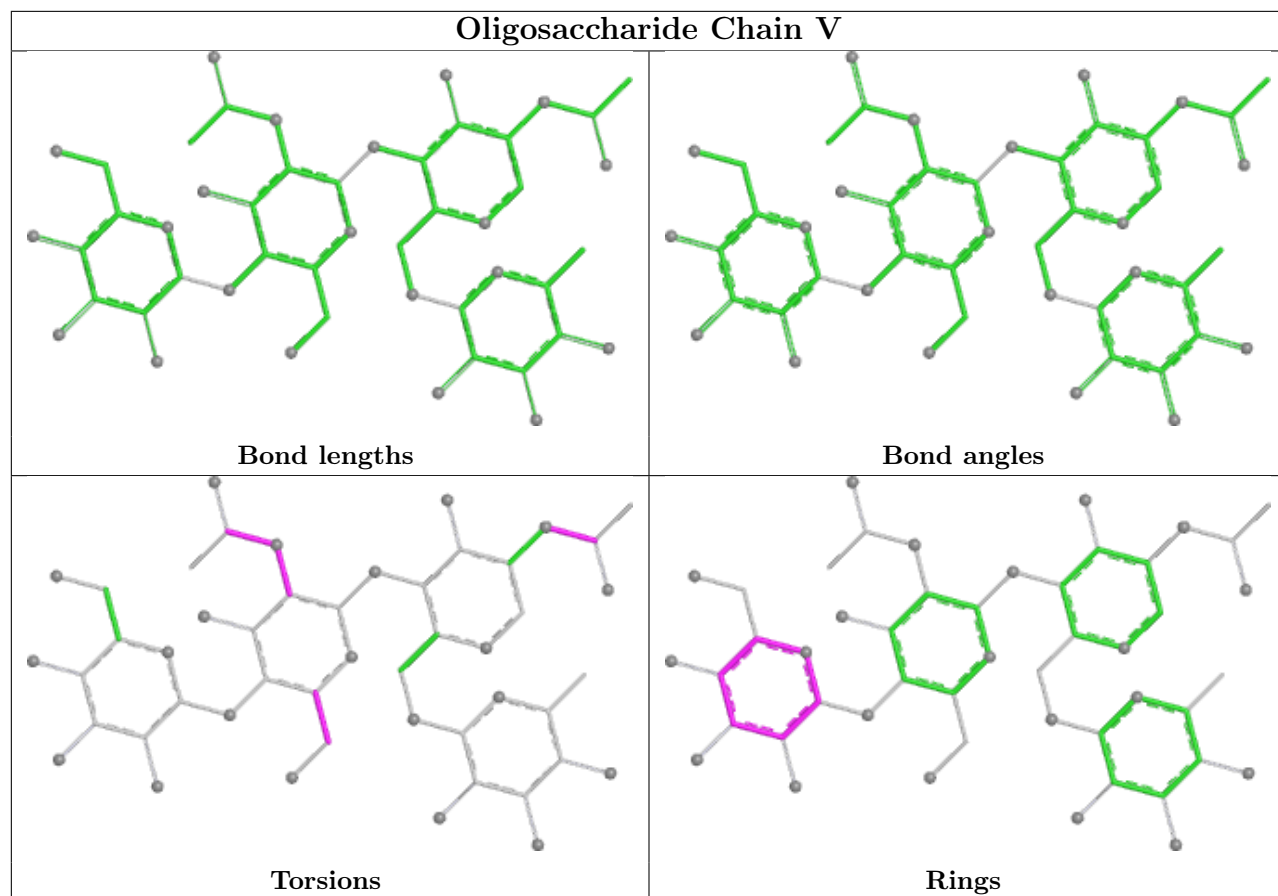 Oligosaccharide Chain V
Bond lengths
Bond angles
Torsions
Rings